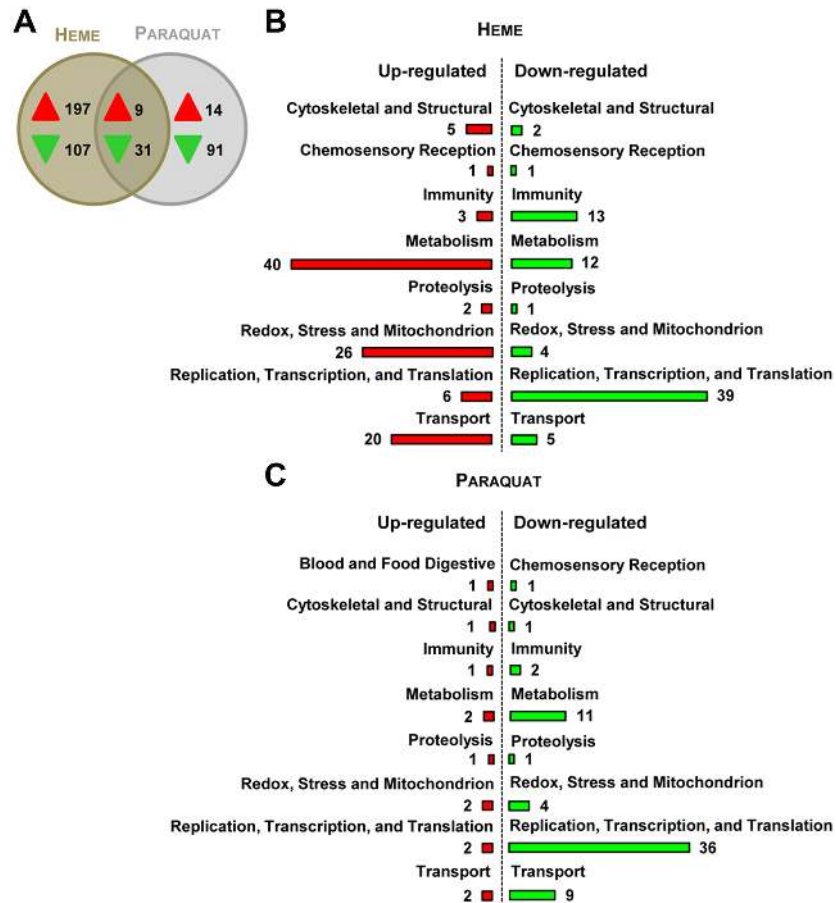 A
HEME
PARAQUAT
197 9 14
107 31 91
B
HEME
Up-regulated Down-regulated
Cytoskeletal and Structural Cytoskeletal and Structural
5 2
Chemosensory Reception Chemosensory Reception
1 1
Immunity Immunity
3 13
Metabolism Metabolism
40 12
Proteolysis Proteolysis
2 1
Redox, Stress and Mitochondrion Redox, Stress and Mitochondrion
26 4
Replication, Transcription, and Translation Replication, Transcription, and Translation
6 39
Transport Transport
20 5
C
PARAQUAT
Up-regulated Down-regulated
Blood and Food Digestive Chemosensory Reception
1 1
Cytoskeletal and Structural Cytoskeletal and Structural
1 1
Immunity Immunity
1 2
Metabolism Metabolism
2 11
Proteolysis Proteolysis
1 1
Redox, Stress and Mitochondrion Redox, Stress and Mitochondrion
2 4
Replication, Transcription, and Translation Replication, Transcription, and Translation
2 36
Transport Transport
2 9